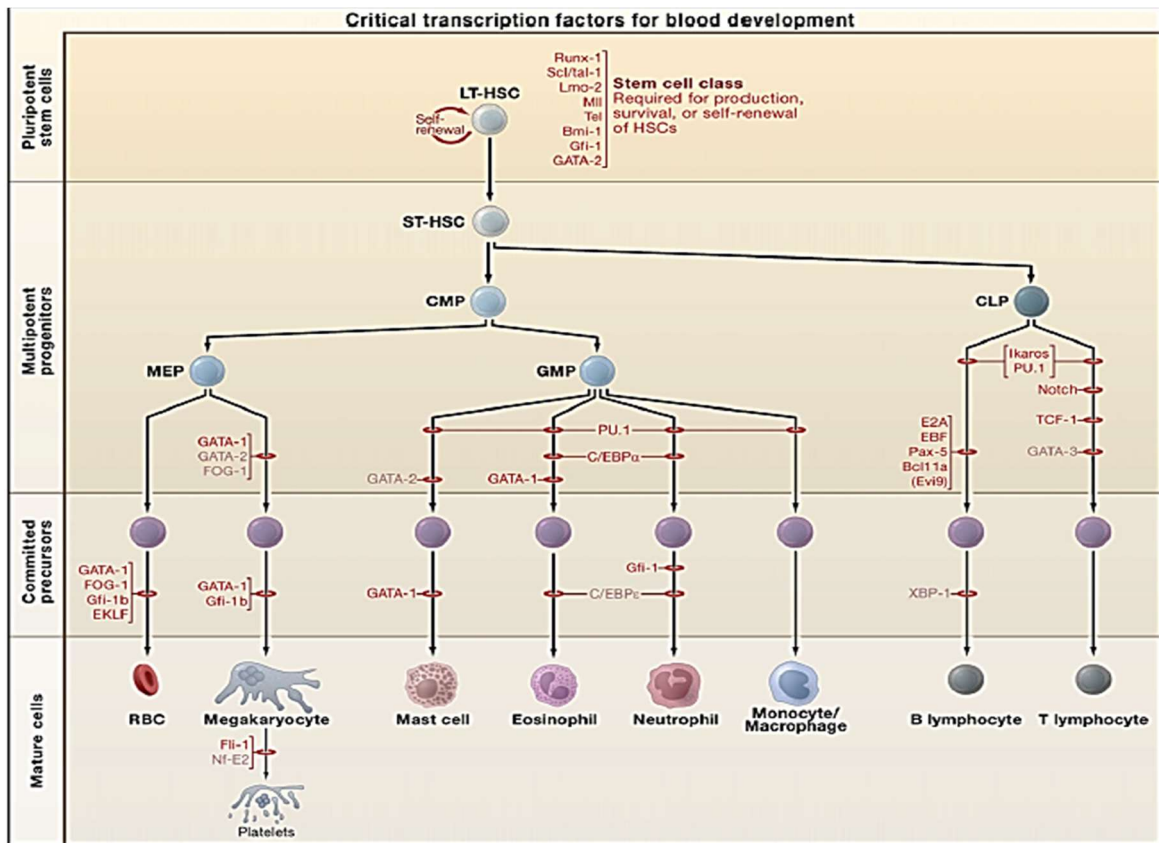 Critical transcription factors for blood development
Pluripotent
stem cells
LT-HSC
Self-
renewal
Runx-1
Scl/tal-1
Lmo-2
Mll
Tel
Bmi-1
Gfi-1
GATA-2
Stem cell class
Required for production,
survival, or self-renewal
of HSCs
Multipotent
progenitors
ST-HSC
CMP
CLP
MEP
GMP
Ikaros
PU.1
Notch
TCF-1
GATA-3
E2A
EBF
Pax-5
Bcl11a
(Evi9)
GATA-1
GATA-2
FOG-1
PU.1
C/EBPα
GATA-2
GATA-1
Committed
precursors
GATA-1
FOG-1
Gfi-1b
EKLF
GATA-1
Gfi-1b
GATA-1
Gfi-1
C/EBPε
XBP-1
Mature cells
RBC
Megakaryocyte
Mast cell
Eosinophil
Neutrophil
Monocyte/
Macrophage
B lymphocyte
T lymphocyte
Fli-1
Nf-E2
Platelets